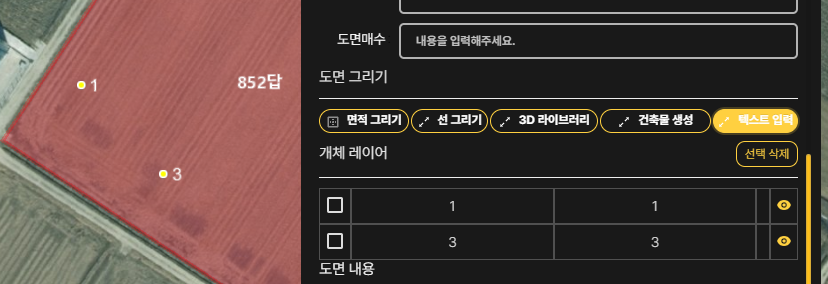 도면매수 내용을 입력해주세요.
852답
도면 그리기
1
면적 그리기 선 그리기 3D 라이브러리 건축물 생성 텍스트 입력
개체 레이어 선택 삭제
3
1 1
3 3
도면 내용